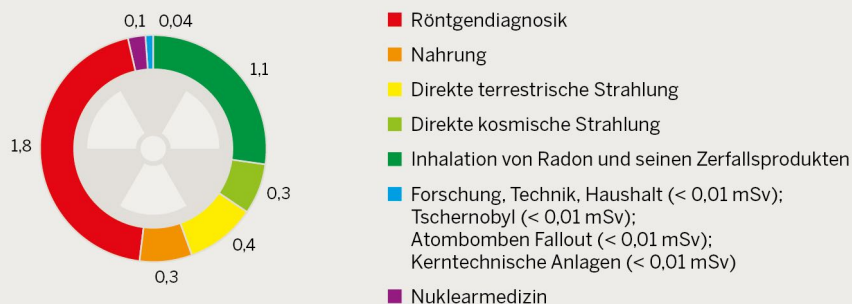 0,1
0,04
1,1
1,8
0,3
0,4
0,3
Röntgendiagnosik
Nahrung
Direkte terrestrische Strahlung
Direkte kosmische Strahlung
Inhalation von Radon und seinen Zerfallsprodukten
Forschung, Technik, Haushalt (< 0,01 mSv);
Tschernobyl (< 0,01 mSv);
Atombomben Fallout (< 0,01 mSv);
Kerntechnische Anlagen (< 0,01 mSv)
Nuklearmedizin